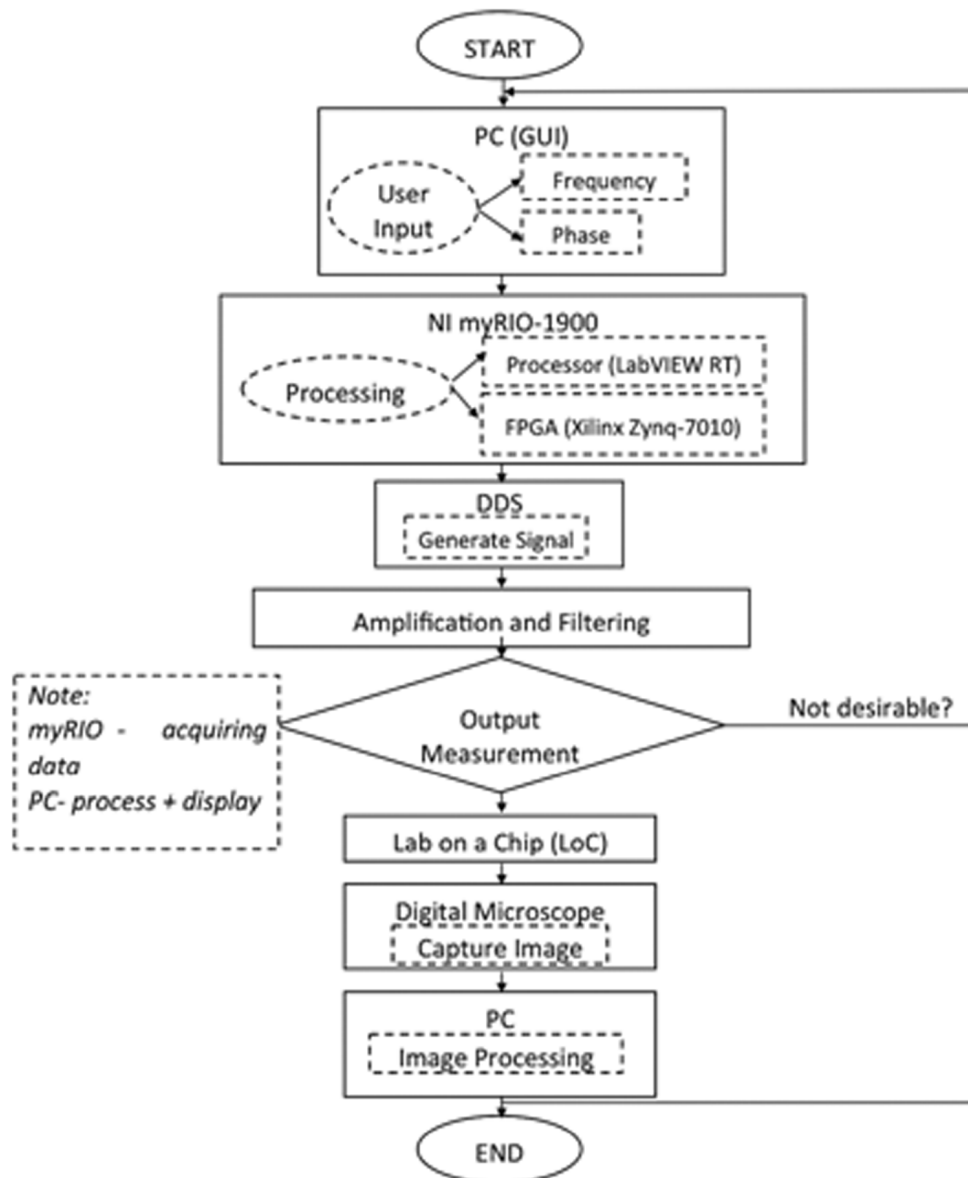 START
PC (GUI)
User
Input
Frequency
Phase
NI myRIO-1900
Processing
Processor (LabVIEW RT)
FPGA (Xilinx Zynq-7010)
DDS
Generate Signal
Amplification and Filtering
Note:
myRIO - acquiring
data
PC- process + display
Output
Measurement
Not desirable?
Lab on a Chip (LoC)
Digital Microscope
Capture Image
PC
Image Processing
END